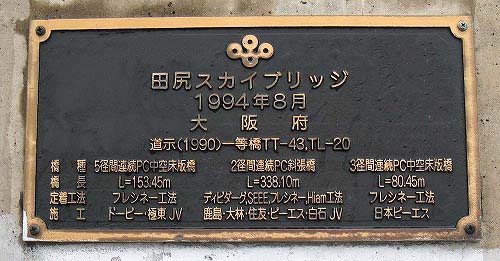 田尻スカイブリッジ
1994年8月
大阪府
道示(1990)一等橋TT-43,TL-20
橋種 5径間連続PC中空床版橋 2径間連続PC斜張橋 3径間連続PC中空床版橋
橋長 L=153.45m L=338.10m L=80.45m
定着工法 フレシネー工法 ディビダーグ,SEEE,フレシネー,Hiam工法 フレシネー工法
施工 ドーピー・極東JV 鹿島・大林・住友・ピーエス・白石JV 日本ピーエス